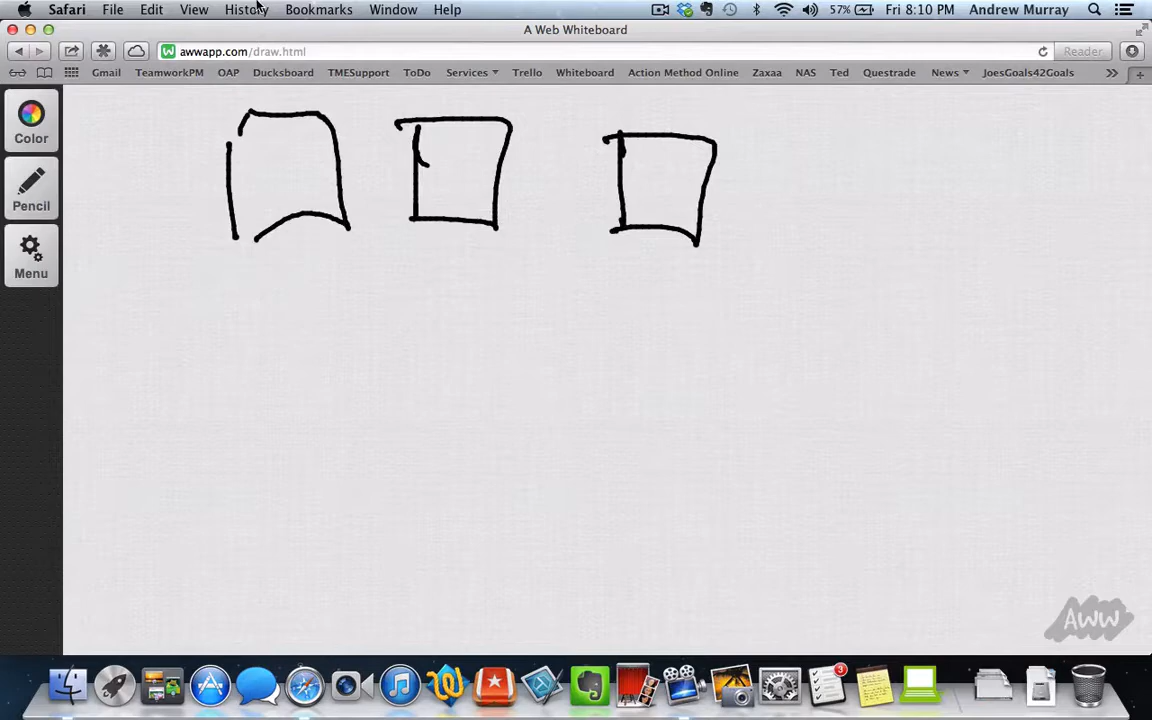 Safari File Edit View History Bookmarks Window Help 57% Fri 8:10 PM Andrew Murray
A Web Whiteboard
awwapp.com/draw.html Reader
Gmail TeamworkPM OAP Ducksboard TMESupport ToDo Services Trello Whiteboard Action Method Online Zaxaa NAS Ted Questrade News JoesGoals42Goals
Color
Pencil
Menu
AWW
3